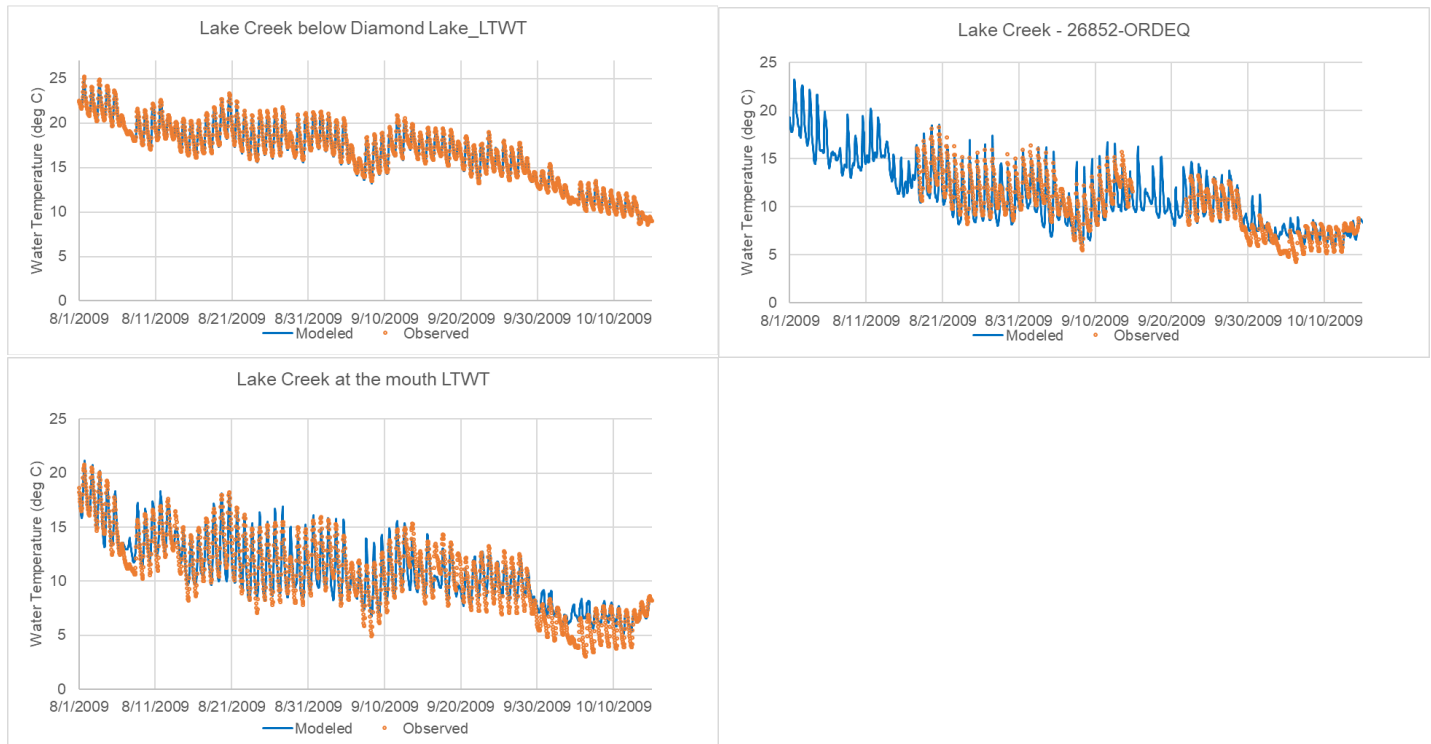 Lake Creek below Diamond Lake_LTWT
Water Temperature (deg C)
25
20
15
10
5
0
8/1/2009 8/11/2009 8/21/2009 8/31/2009 9/10/2009 9/20/2009 9/30/2009 10/10/2009
Modeled Observed
Lake Creek - 26852-ORDEQ
Water Temperature (deg C)
25
20
15
10
5
0
8/1/2009 8/11/2009 8/21/2009 8/31/2009 9/10/2009 9/20/2009 9/30/2009 10/10/2009
Modeled Observed
Lake Creek at the mouth LTWT
Water Temperature (deg C)
25
20
15
10
5
0
8/1/2009 8/11/2009 8/21/2009 8/31/2009 9/10/2009 9/20/2009 9/30/2009 10/10/2009
Modeled Observed